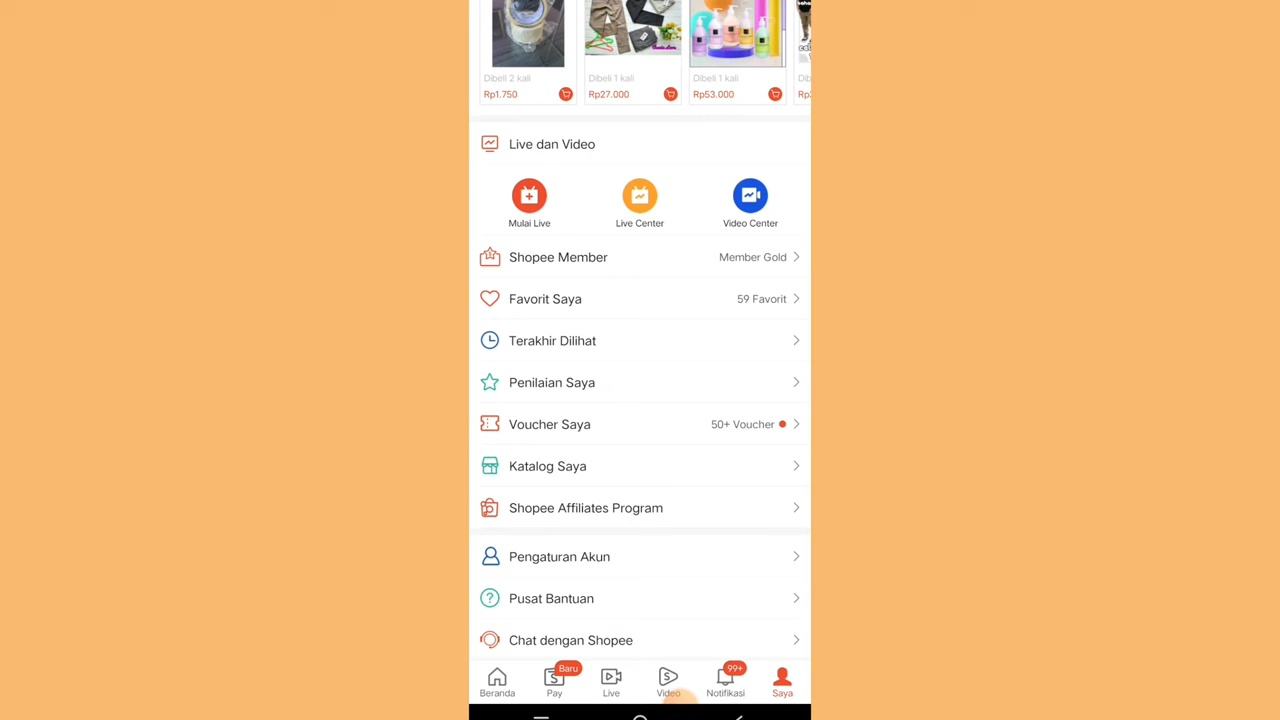 Dibeli 2 kali
Dibeli 1 kali
Dibeli 1 kali
Dib
Rp1.750
Rp27.000
Rp53.000
Live dan Video
Mulai Live
Live Center
Video Center
Shopee Member
Member Gold
Favorit Saya
59 Favorit
Terakhir Dilihat
Penilaian Saya
Voucher Saya
50+ Voucher
Katalog Saya
Shopee Affiliates Program
Pengaturan Akun
Pusat Bantuan
Chat dengan Shopee
Baru
99+
Beranda
Pay
Live
Video
Notifikasi
Saya